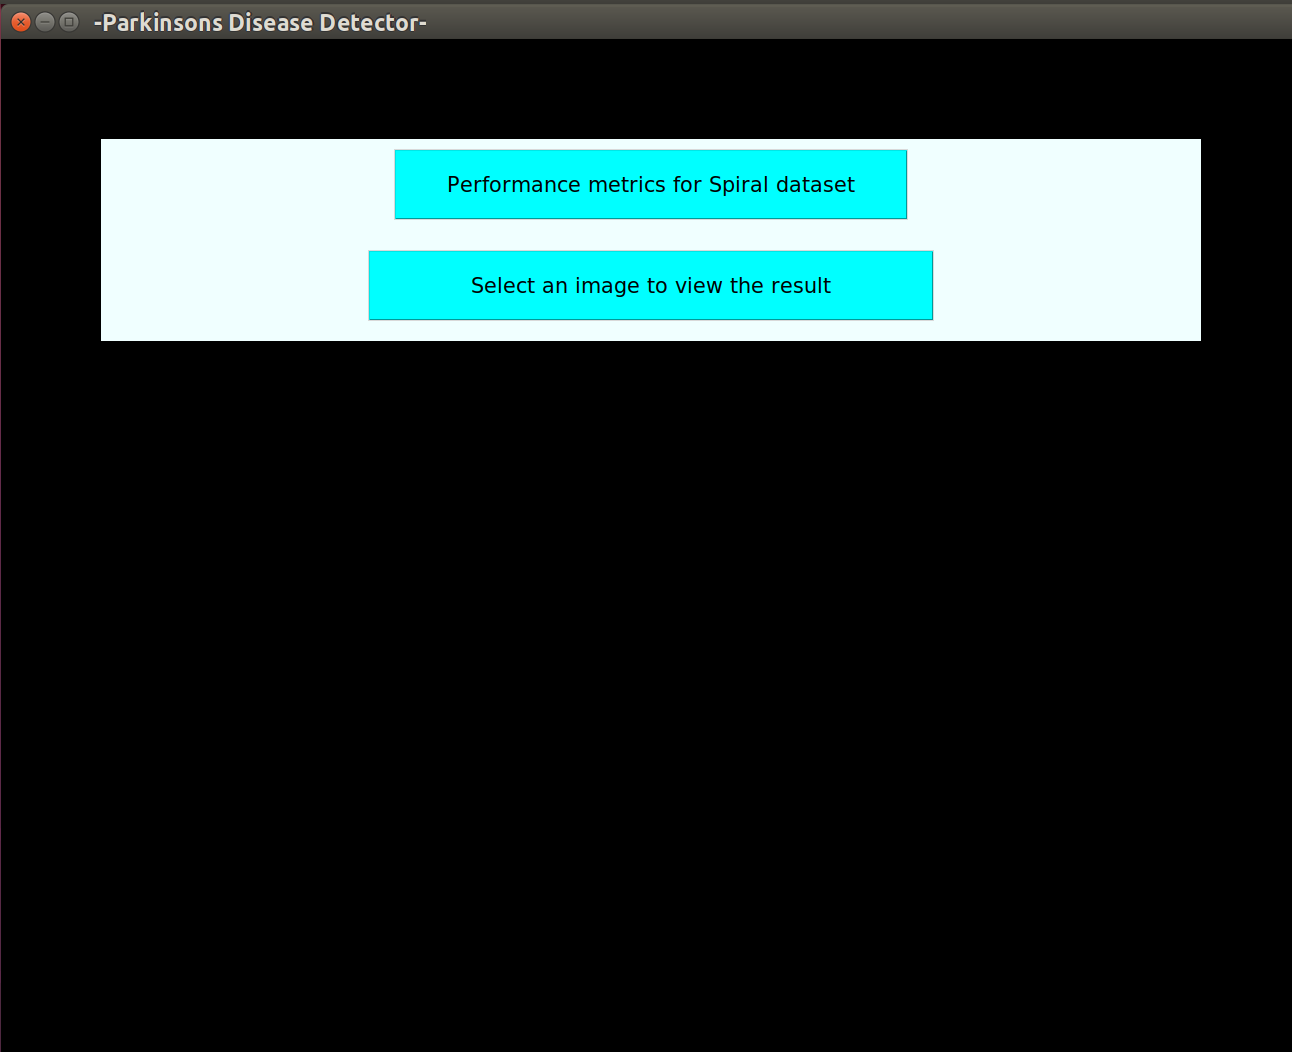 -Parkinsons Disease Detector-
Performance metrics for Spiral dataset
Select an image to view the result